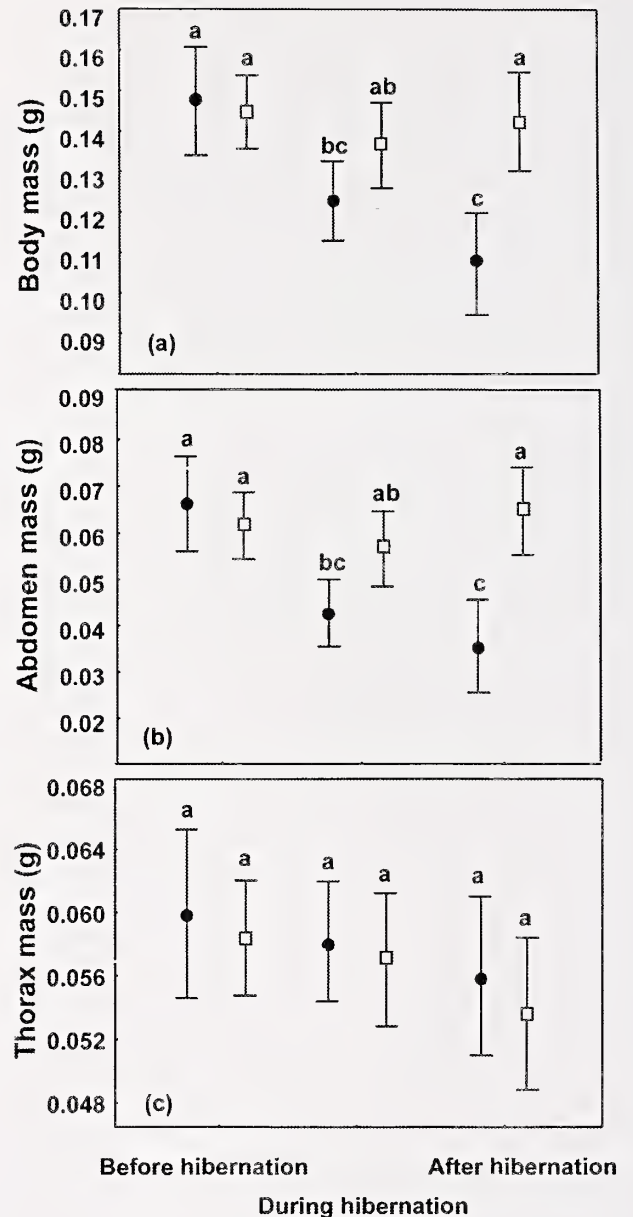 0.17
0.16
0.15
0.14
0.13
0.12
0.11
0.10
0.09
Body mass (g)
a a
bc ab
c a
(a)
0.09
0.08
0.07
0.06
0.05
0.04
0.03
0.02
Abdomen mass (g)
a a
bc ab
c a
(b)
0.068
0.064
0.060
0.056
0.052
0.048
Thorax mass (g)
a a a a a a
(c)
Before hibernation After hibernation
During hibernation